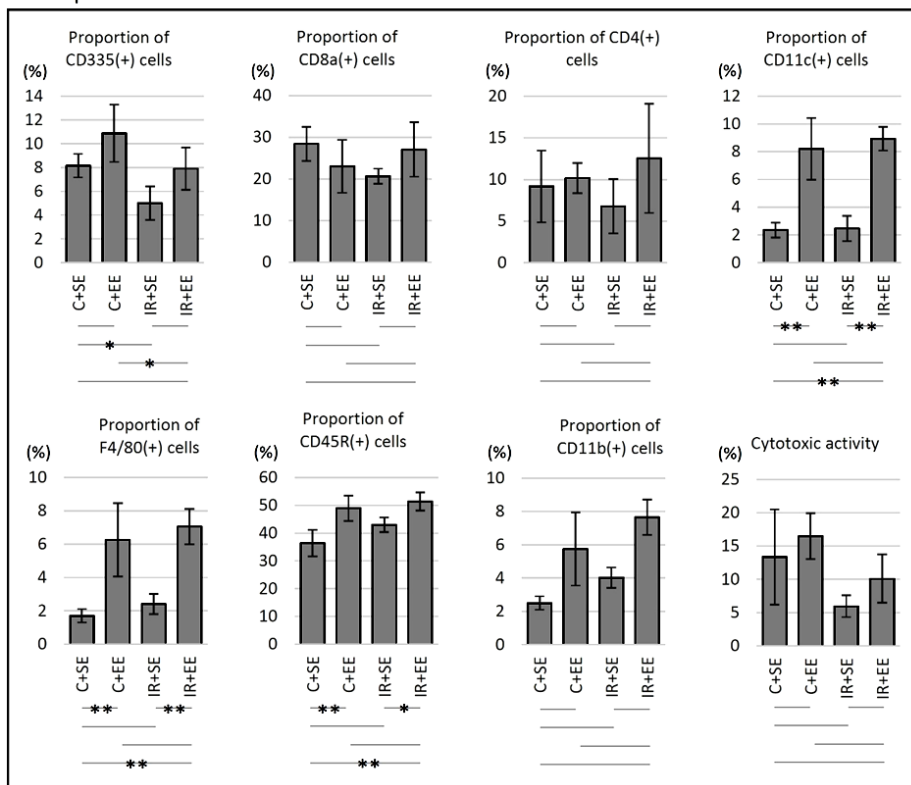 Proportion of
CD335(+) cells
(%)
14
12
10
8
6
4
2
0
C+SE
C+EE
IR+SE
IR+EE
*
*
Proportion of
CD8a(+) cells
(%)
40
30
20
10
0
C+SE
C+EE
IR+SE
IR+EE
Proportion of CD4(+)
cells
(%)
20
15
10
5
0
C+SE
C+EE
IR+SE
IR+EE
Proportion of
CD11c(+) cells
(%)
12
10
8
6
4
2
0
C+SE
C+EE
IR+SE
IR+EE
** **
**
Proportion of
F4/80(+) cells
(%)
10
8
6
4
2
0
C+SE
C+EE
IR+SE
IR+EE
** **
**
Proportion of
CD45R(+) cells
(%)
60
50
40
30
20
10
0
C+SE
C+EE
IR+SE
IR+EE
** *
**
Proportion of
CD11b(+) cells
(%)
10
8
6
4
2
0
C+SE
C+EE
IR+SE
IR+EE
Cytotoxic activity
(%)
25
20
15
10
5
0
C+SE
C+EE
IR+SE
IR+EE